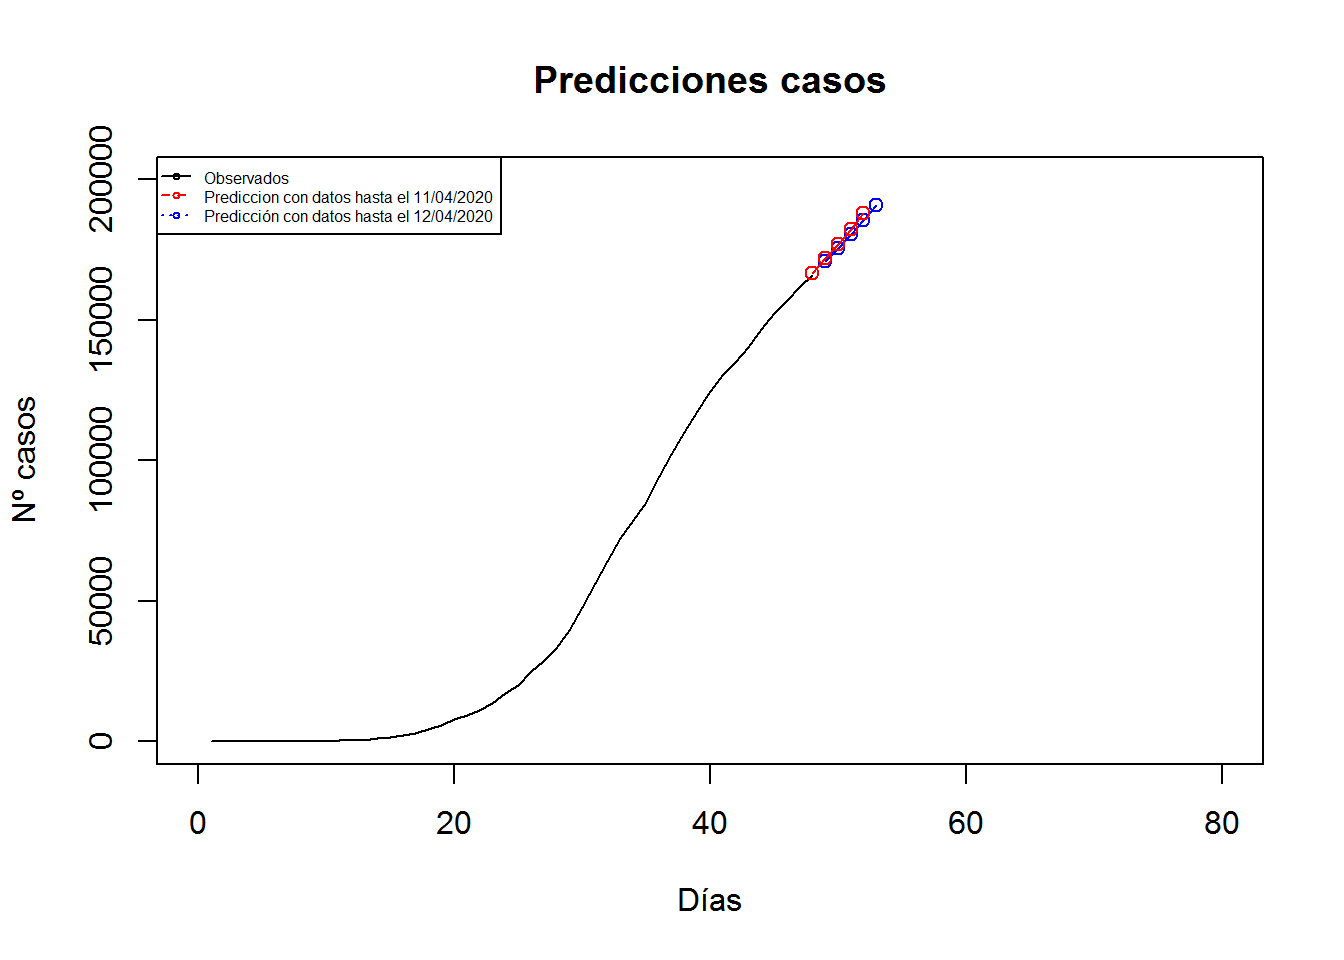 Predicciones casos
Observados
Prediccion con datos hasta el 11/04/2020
Predicción con datos hasta el 12/04/2020
200000
150000
100000
50000
0
Nº casos
0 20 40 60 80
Días